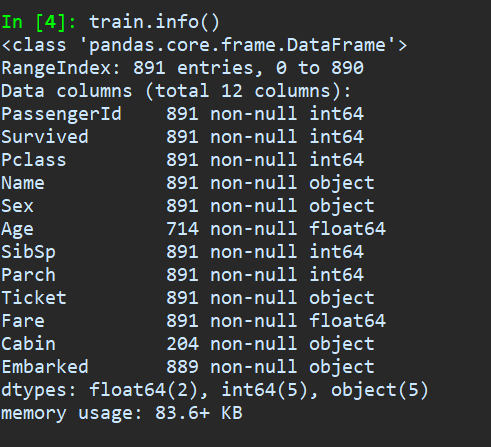 In [4]: train.info()
<class 'pandas.core.frame.DataFrame'>
RangeIndex: 891 entries, 0 to 890
Data columns (total 12 columns):
PassengerId    891 non-null int64
Survived       891 non-null int64
Pclass         891 non-null int64
Name           891 non-null object
Sex            891 non-null object
Age            714 non-null float64
SibSp          891 non-null int64
Parch          891 non-null int64
Ticket         891 non-null object
Fare           891 non-null float64
Cabin          204 non-null object
Embarked       889 non-null object
dtypes: float64(2), int64(5), object(5)
memory usage: 83.6+ KB